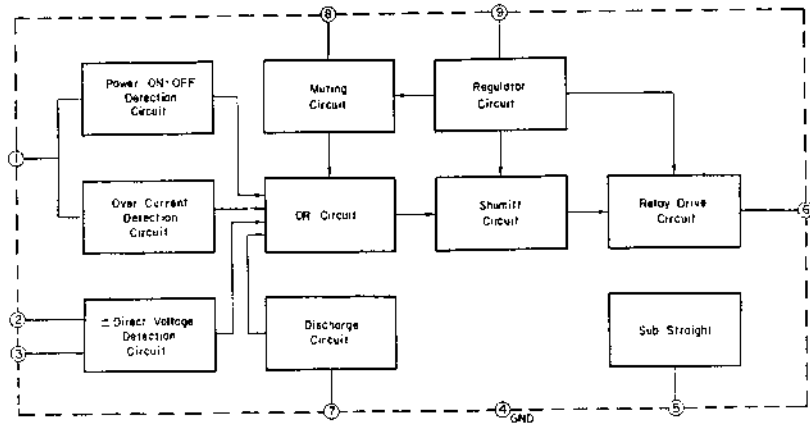 8
9
Power ON·OFF
Detection
Circuit
Muting
Circuit
Regulator
Circuit
1
Over Current
Detection
Circuit
OR Circuit
Shumitt
Circuit
Relay Drive
Circuit
6
2
3
± Direct Voltage
Detection
Circuit
Discharge
Circuit
Sub Straight
7
4
GND
5